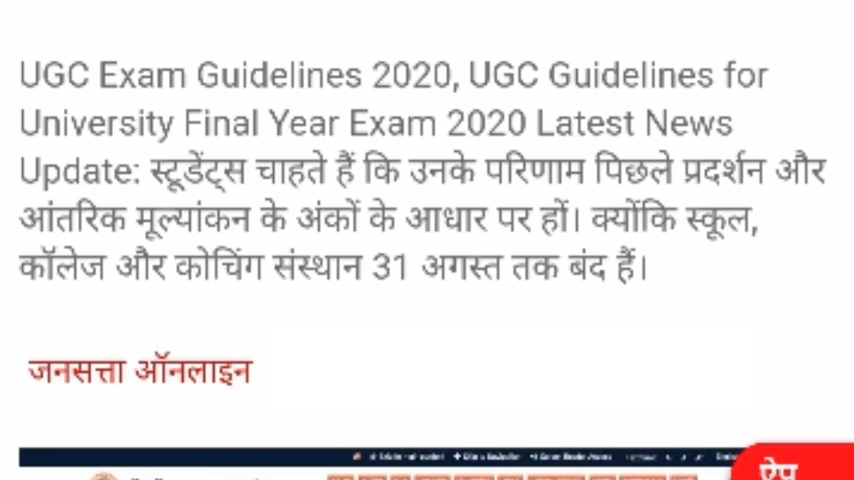 UGC Exam Guidelines 2020, UGC Guidelines for
University Final Year Exam 2020 Latest News
Update: स्टूडेंट्स चाहते हैं कि उनके परिणाम पिछले प्रदर्शन और
आंतरिक मूल्यांकन के अंकों के आधार पर हों। क्योंकि स्कूल,
कॉलेज और कोचिंग संस्थान 31 अगस्त तक बंद हैं।
जनसत्ता ऑनलाइन
ऐप